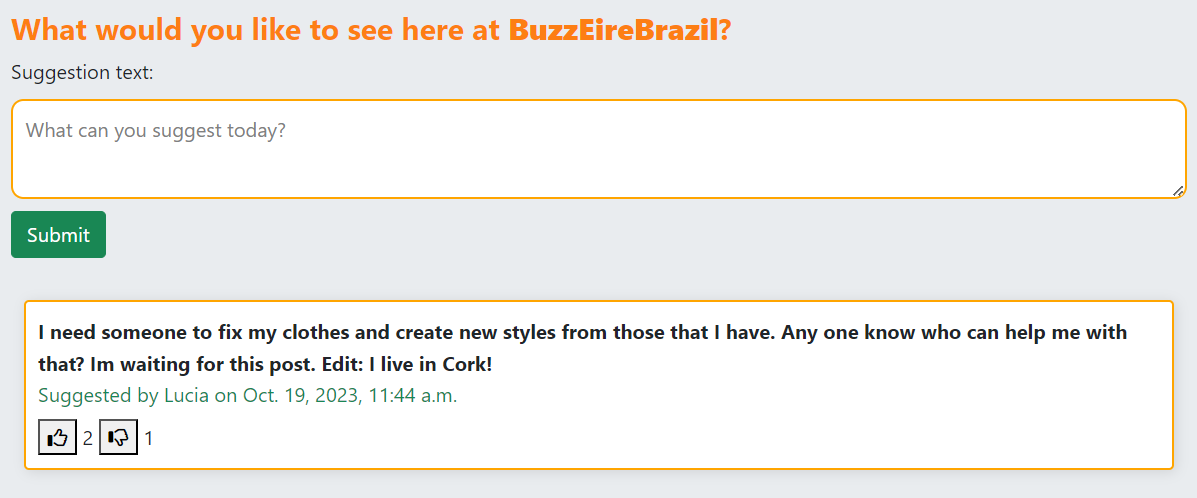 What would you like to see here at BuzzEireBrazil?
Suggestion text:
What can you suggest today?
Submit
I need someone to fix my clothes and create new styles from those that I have. Any one know who can help me with
that? Im waiting for this post. Edit: I live in Cork!
Suggested by Lucia on Oct. 19, 2023, 11:44 a.m.
2 1